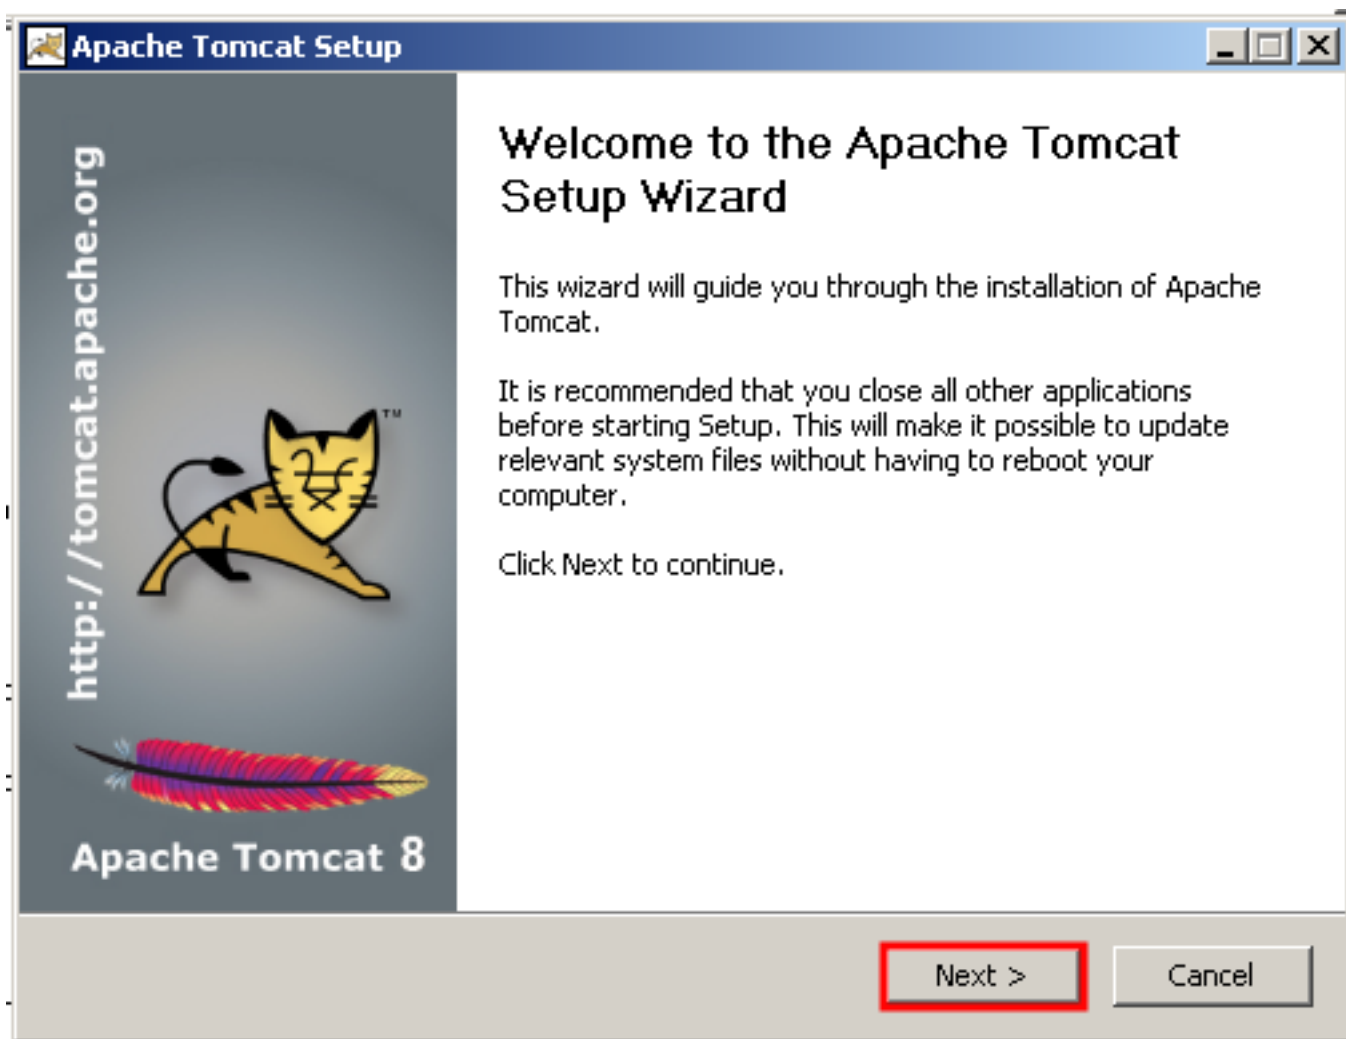 Apache Tomcat Setup
http://tomcat.apache.org
TM
Apache Tomcat 8
Welcome to the Apache Tomcat
Setup Wizard
This wizard will guide you through the installation of Apache
Tomcat.
It is recommended that you close all other applications
before starting Setup. This will make it possible to update
relevant system files without having to reboot your
computer.
Click Next to continue.
Next >
Cancel